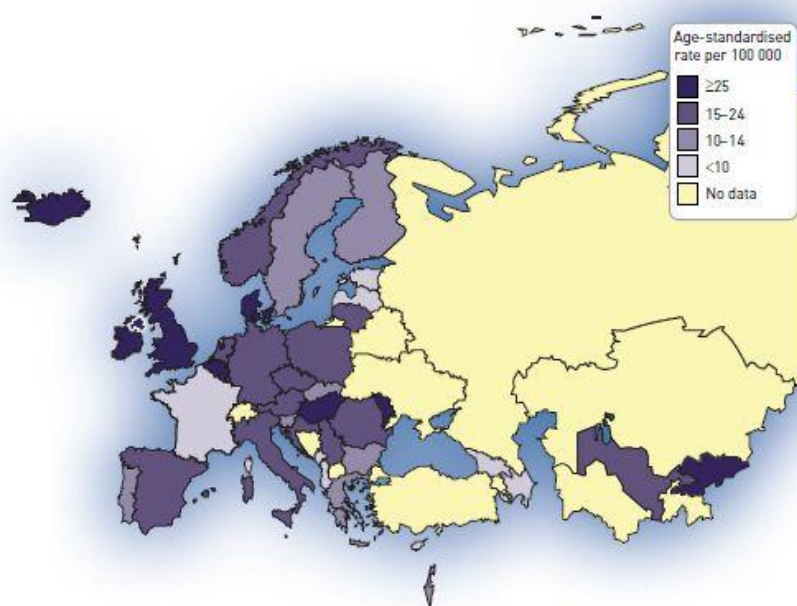 Age-standardised
rate per 100 000
≥25
15–24
10–14
<10
No data